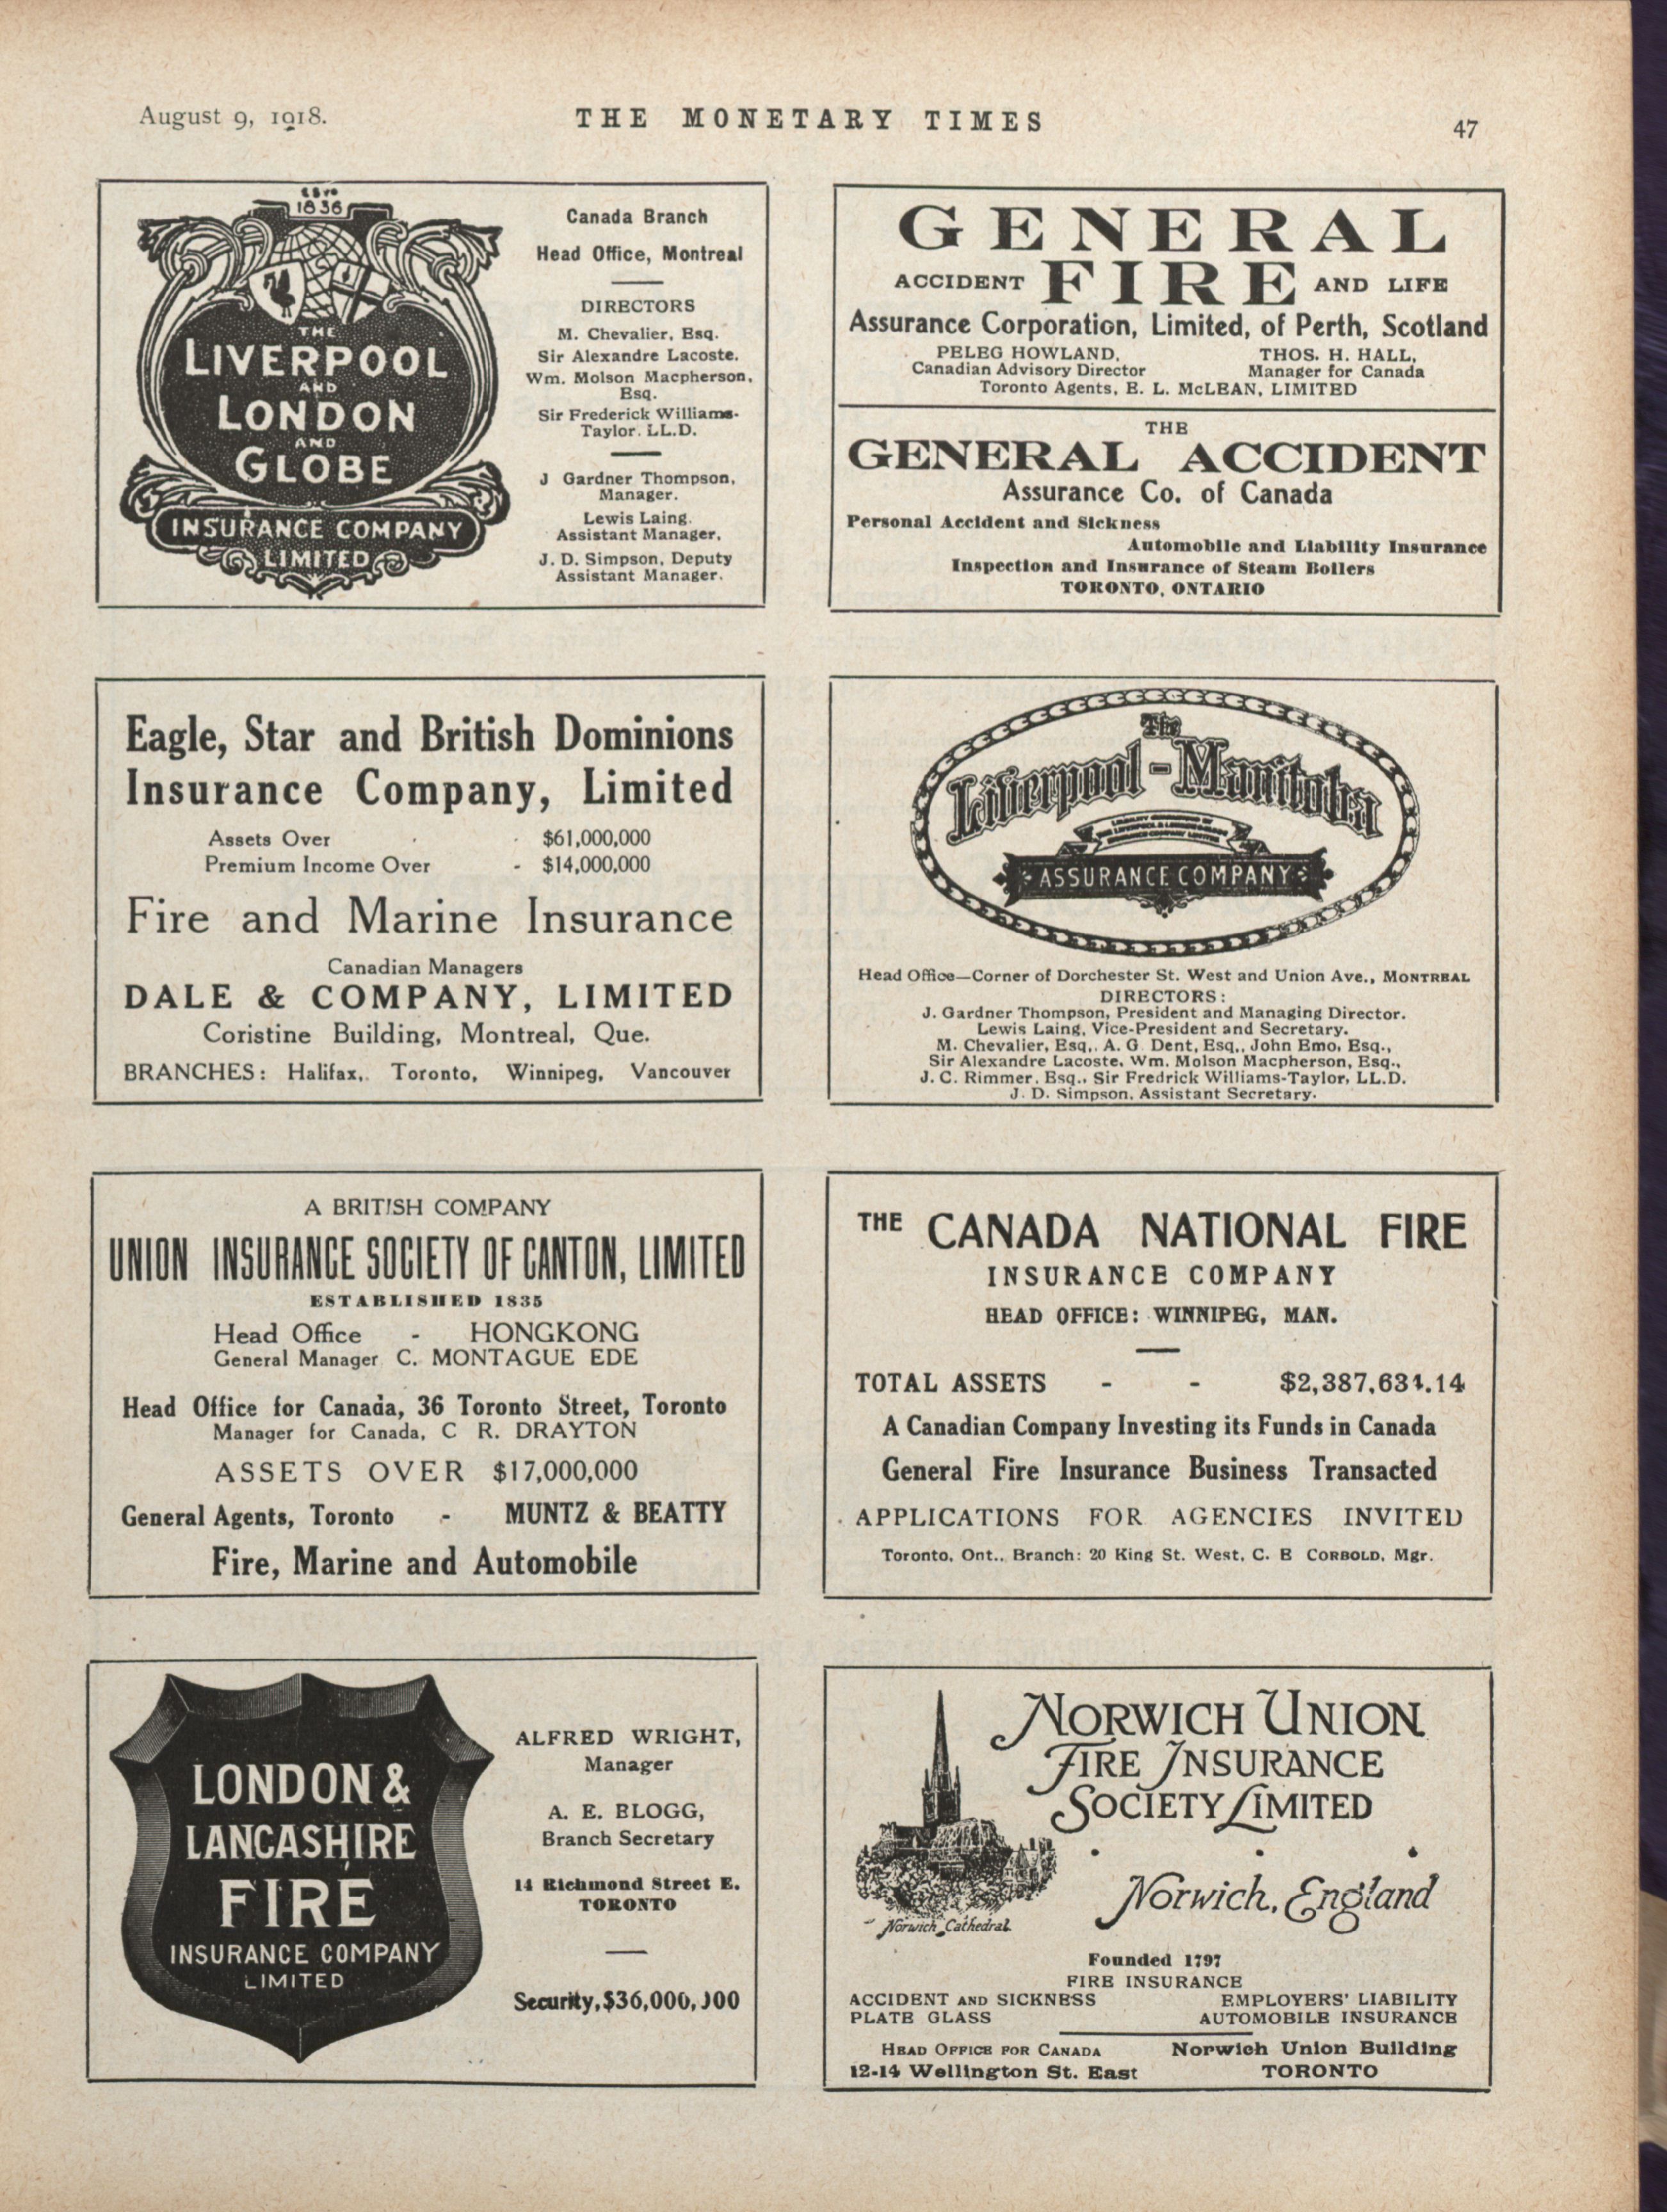 August 9, 1918.
THE MONETARY TIMES
47
ESTD
1836
THE
LIVERPOOL
AND
LONDON
AND
GLOBE
INSURANCE COMPANY
LIMITED
Canada Branch
Head Office, Montreal
DIRECTORS
M. Chevalier, Esq.
Sir Alexandre Lacoste.
Wm. Molson Macpherson,
Esq.
Sir Frederick Williams-
Taylor. LL.D.
J Gardner Thompson,
Manager.
Lewis Laing.
Assistant Manager,
J. D. Simpson, Deputy
Assistant Manager.
GENERAL
ACCIDENT FIRE AND LIFE
Assurance Corporation, Limited, of Perth, Scotland
PELEG HOWLAND, THOS. H. HALL,
Canadian Advisory Director Manager for Canada
Toronto Agents, E. L. McLEAN, LIMITED
THE
GENERAL ACCIDENT
Assurance Co. of Canada
Personal Accident and Sickness
Automobile and Liability Insurance
Inspection and Insurance of Steam Boilers
TORONTO, ONTARIO
Eagle, Star and British Dominions
Insurance Company, Limited
Assets Over - $61,000,000
Premium Income Over - $14,000,000
Fire and Marine Insurance
Canadian Managers
DALE & COMPANY, LIMITED
Coristine Building, Montreal, Que.
BRANCHES: Halifax, Toronto, Winnipeg, Vancouver
The
Liverpool-Manitoba
ASSURANCE COMPANY
Head Office—Corner of Dorchester St. West and Union Ave., MONTREAL
DIRECTORS:
J. Gardner Thompson, President and Managing Director.
Lewis Laing, Vice-President and Secretary.
M. Chevalier, Esq., A. G. Dent, Esq., John Emo, Esq.,
Sir Alexandre Lacoste, Wm. Molson Macpherson, Esq.,
J. C. Rimmer, Esq., Sir Fredrick Williams-Taylor, LL.D.
J. D. Simpson, Assistant Secretary.
A BRITISH COMPANY
UNION INSURANCE SOCIETY OF CANTON, LIMITED
ESTABLISHED 1835
Head Office - HONGKONG
General Manager C. MONTAGUE EDE
Head Office for Canada, 36 Toronto Street, Toronto
Manager for Canada, C R. DRAYTON
ASSETS OVER $17,000,000
General Agents, Toronto - MUNTZ & BEATTY
Fire, Marine and Automobile
THE CANADA NATIONAL FIRE
INSURANCE COMPANY
HEAD OFFICE: WINNIPEG, MAN.
TOTAL ASSETS - - $2,387,634.14
A Canadian Company Investing its Funds in Canada
General Fire Insurance Business Transacted
APPLICATIONS FOR AGENCIES INVITED
Toronto, Ont., Branch: 20 King St. West, C. B CORBOLD, Mgr.
LONDON &
LANCASHIRE
FIRE
INSURANCE COMPANY
LIMITED
ALFRED WRIGHT,
Manager
A. E. BLOGG,
Branch Secretary
14 Richmond Street E.
TORONTO
Security, $36,000,000
NORWICH UNION
FIRE INSURANCE
SOCIETY LIMITED
Norwich, England
Norwich Cathedral
Founded 1797
FIRE INSURANCE
ACCIDENT AND SICKNESS EMPLOYERS' LIABILITY
PLATE GLASS AUTOMOBILE INSURANCE
HEAD OFFICE FOR CANADA Norwich Union Building
12-14 Wellington St. East TORONTO